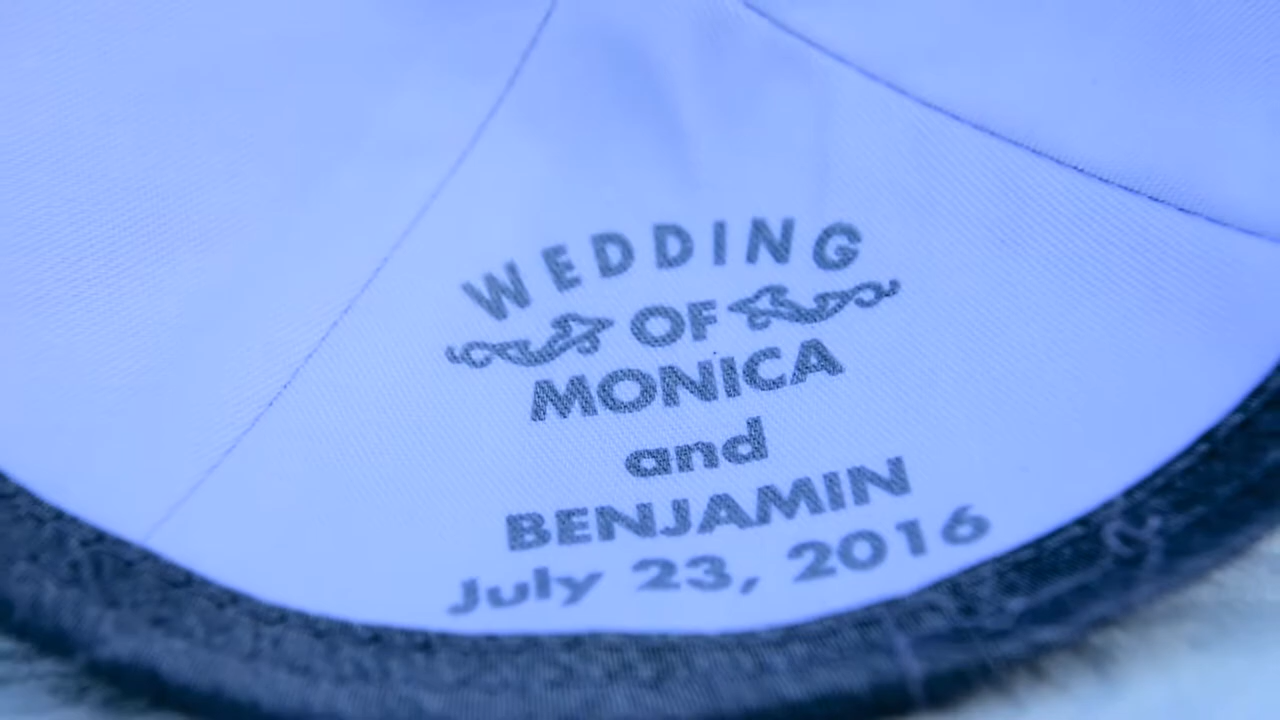 WEDDING
OF
MONICA
and
BENJAMIN
July 23, 2016